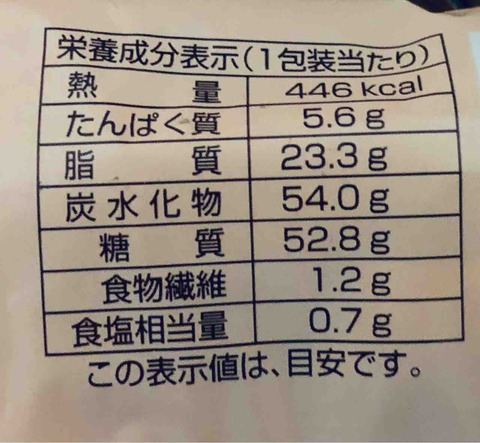 栄養成分表示(1包装当たり)
熱量 446 kcal
たんぱく質 5.6 g
脂質 23.3 g
炭水化物 54.0 g
糖質 52.8 g
食物繊維 1.2 g
食塩相当量 0.7 g
この表示値は、目安です。